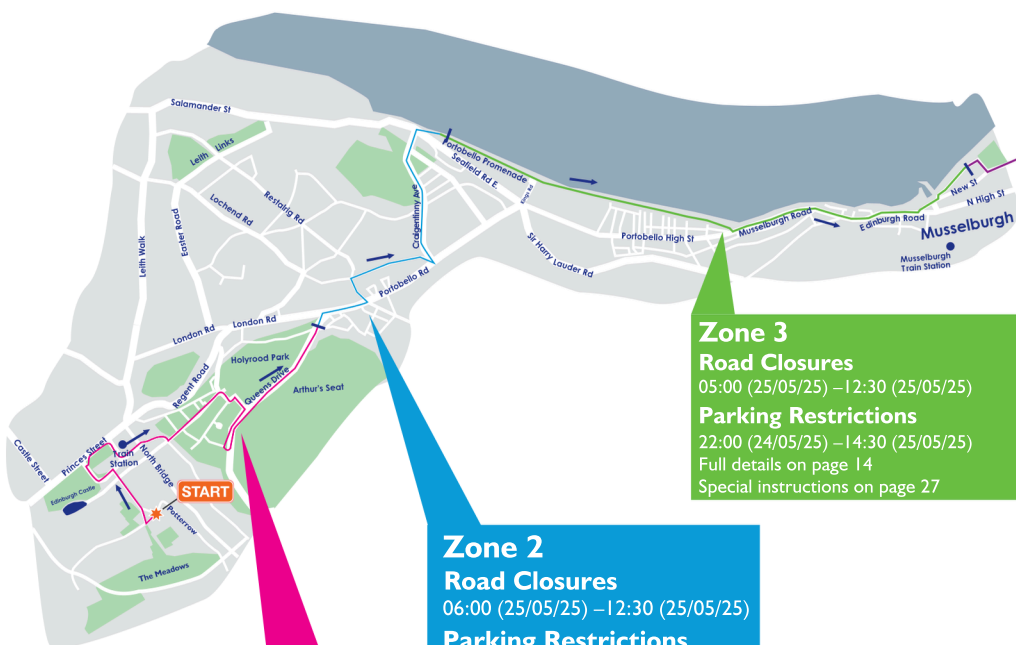 Salamander St
Leith Links
Leith Walk
Easter Road
Lochend Rd
Restalrig Rd
Craigentinny Ave
Portobello Promenade
Seafield Rd E.
Kings Rd
Sir Harry Lauder Rd
Portobello High St
Musselburgh Road
Edinburgh Road
New St
N High St
Musselburgh
Musselburgh
Train Station
Portobello Rd
London Rd
London Rd
Regent Road
Holyrood Park
Queens Drive
Arthur's Seat
Castle Street
Princes Street
Train
Station
North Bridge
Edinburgh Castle
START
Potterrow
The Meadows
Zone 3
Road Closures
05:00 (25/05/25) –12:30 (25/05/25)
Parking Restrictions
22:00 (24/05/25) –14:30 (25/05/25)
Full details on page 14
Special instructions on page 27
Zone 2
Road Closures
06:00 (25/05/25) –12:30 (25/05/25)
Parking Restrictions